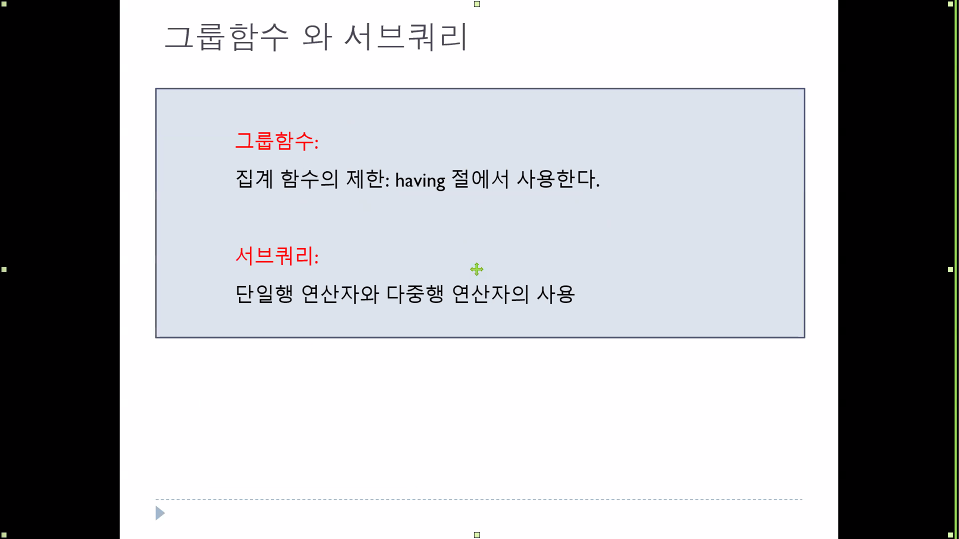 그룹함수 와 서브쿼리
그룹함수:
집계 함수의 제한: having 절에서 사용한다.
서브쿼리:
단일행 연산자와 다중행 연산자의 사용